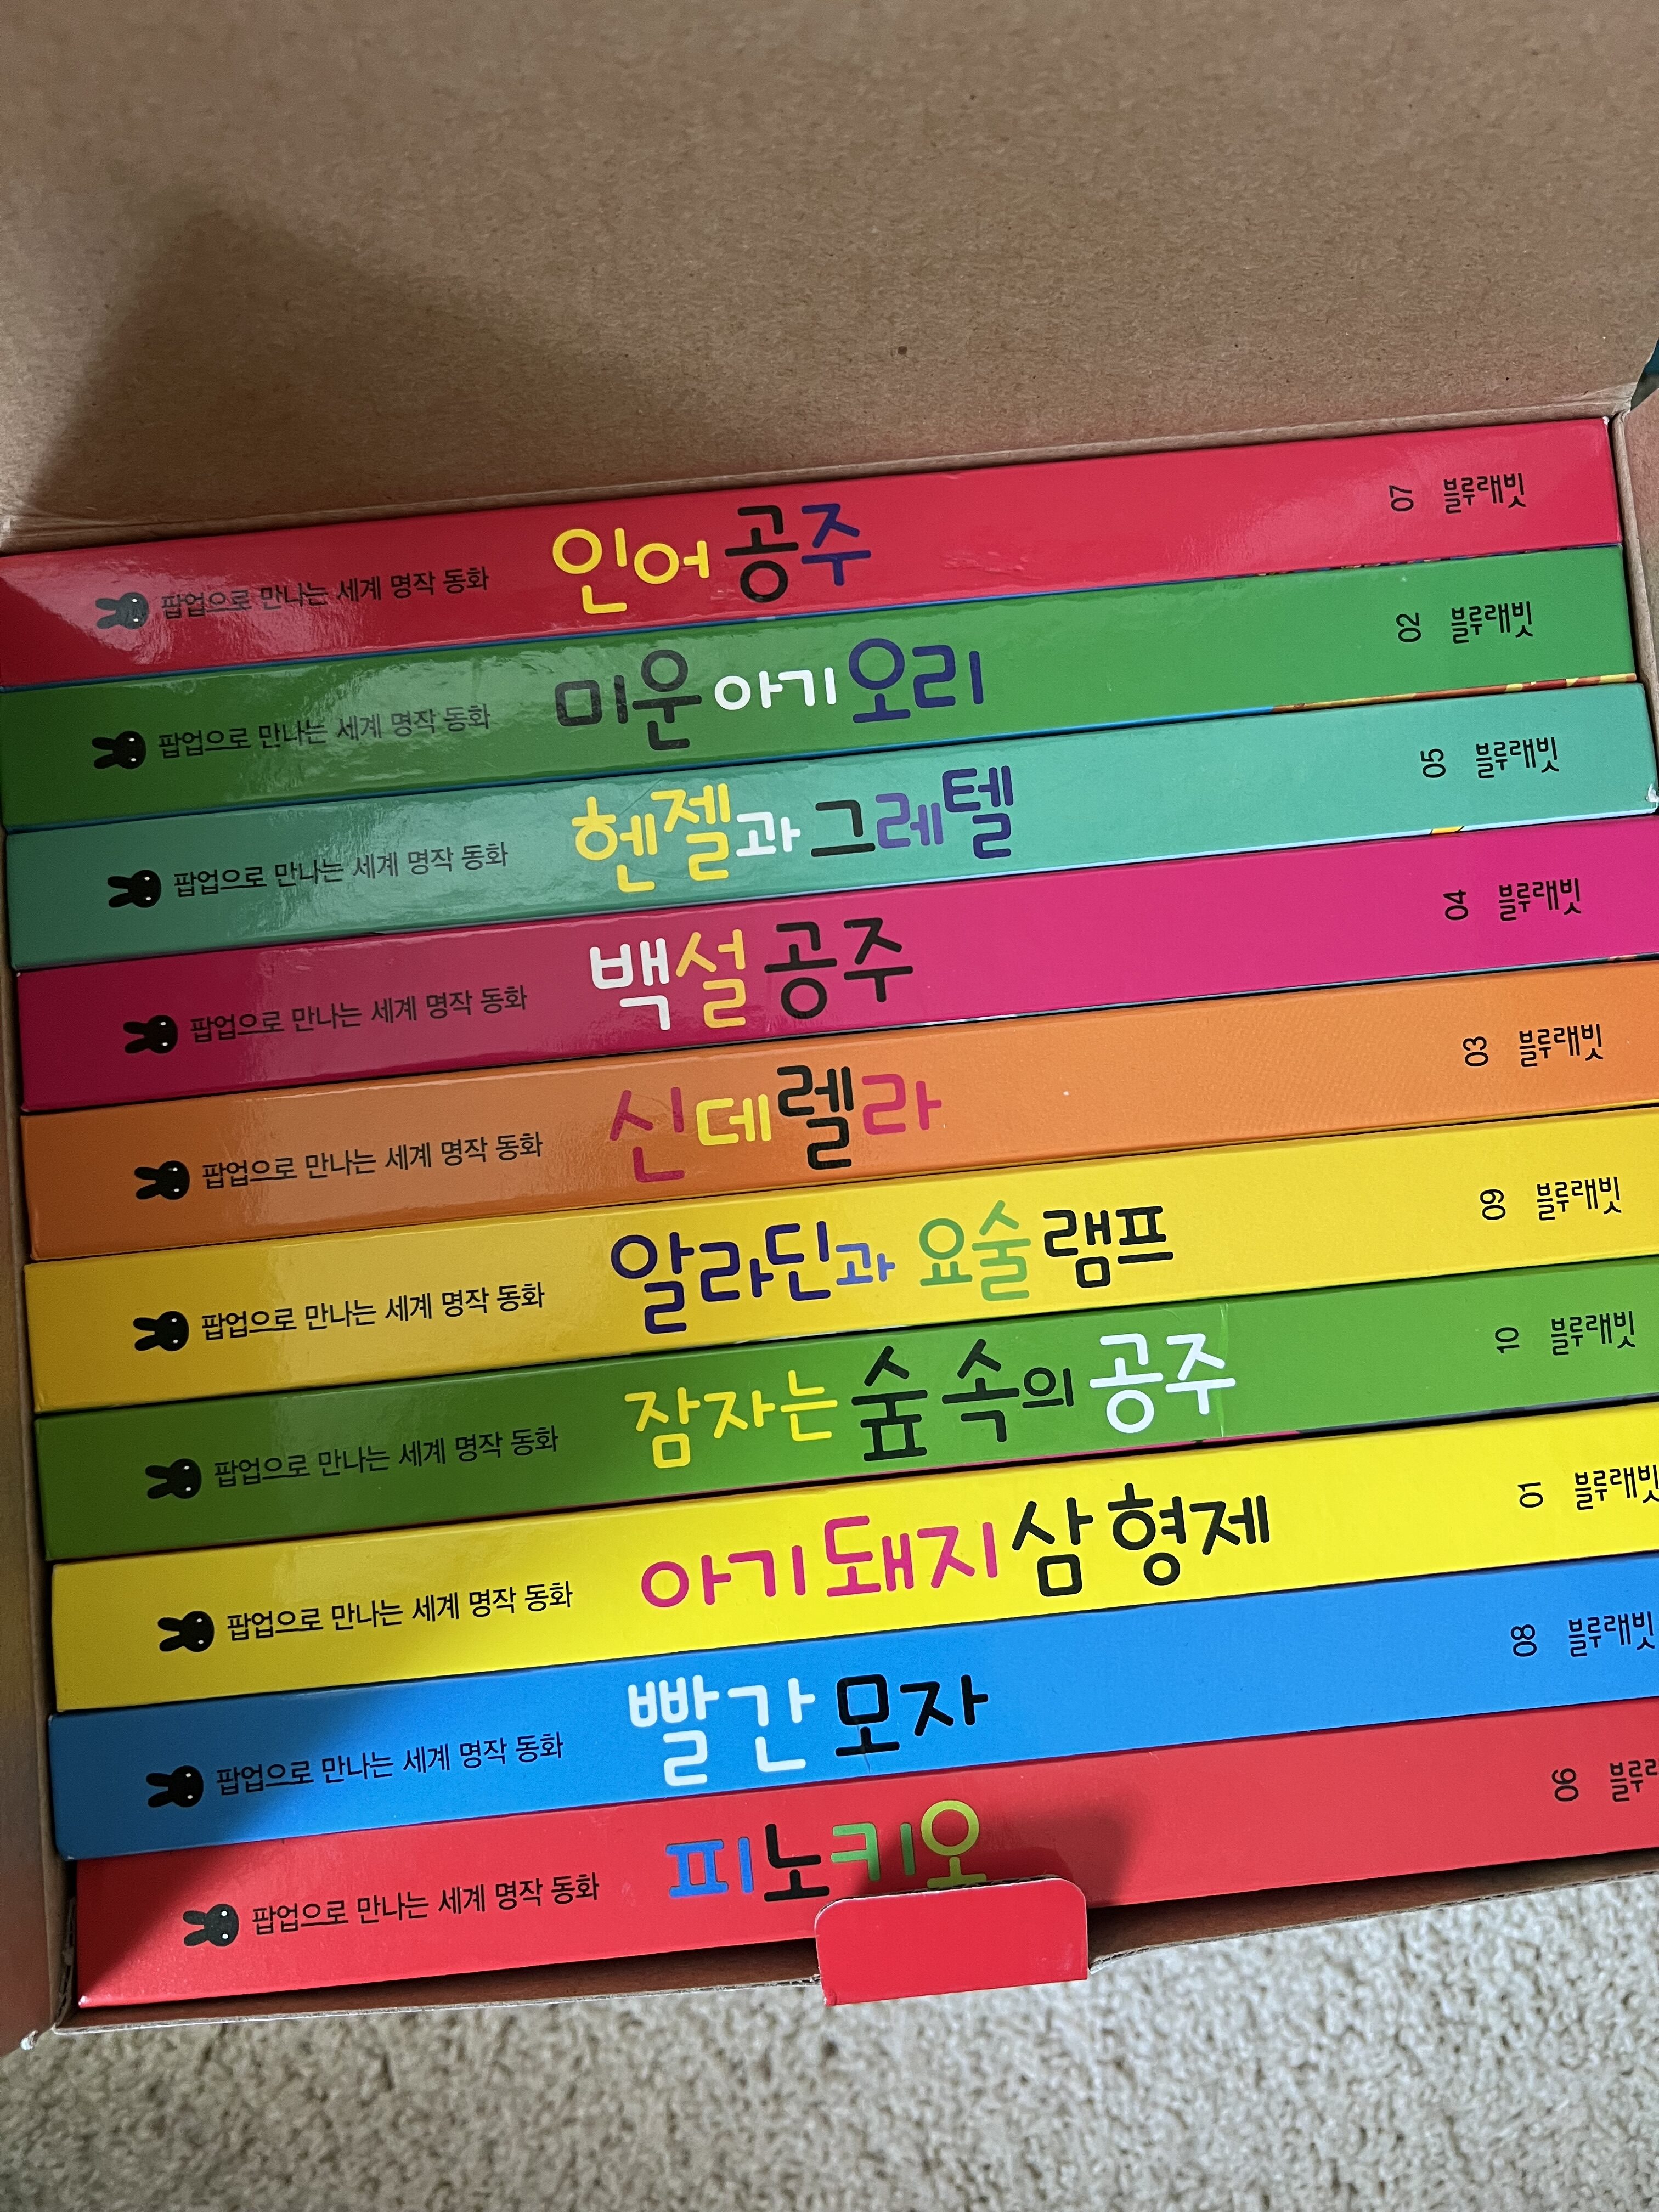 팝업으로 만나는 세계 명작 동화 인어 공주 07 블루래빗
팝업으로 만나는 세계 명작 동화 미운 아기 오리 02 블루래빗
팝업으로 만나는 세계 명작 동화 헨젤과 그레텔 05 블루래빗
팝업으로 만나는 세계 명작 동화 백설 공주 04 블루래빗
팝업으로 만나는 세계 명작 동화 신데렐라 03 블루래빗
팝업으로 만나는 세계 명작 동화 알라딘과 요술 램프 09 블루래빗
팝업으로 만나는 세계 명작 동화 잠자는 숲 속의 공주 10 블루래빗
팝업으로 만나는 세계 명작 동화 아기 돼지 삼 형제 01 블루래빗
팝업으로 만나는 세계 명작 동화 빨간 모자 08 블루래빗
팝업으로 만나는 세계 명작 동화 피노키오 06 블루래